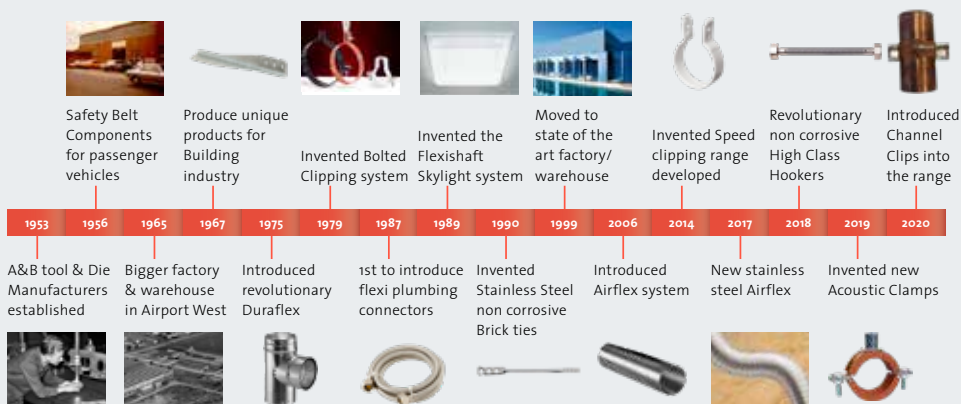 Safety Belt
Components
for passenger
vehicles
Produce unique
products for
Building
industry
Invented Bolted
Clipping system
Invented the
Flexishaft
Skylight system
Moved to
state of the
art factory/
warehouse
Invented Speed
clipping range
developed
Revolutionary
non corrosive
High Class
Hookers
Introduced
Channel
Clips into
the range
1953 1956 1965 1967 1975 1979 1987 1989 1990 1999 2006 2014 2017 2018 2019 2020
A&B tool & Die
Manufacturers
established
Bigger factory
& warehouse
in Airport West
Introduced
revolutionary
Duraflex
1st to introduce
flexi plumbing
connectors
Invented
Stainless Steel
non corrosive
Brick ties
Introduced
Airflex system
New stainless
steel Airflex
Invented new
Acoustic Clamps